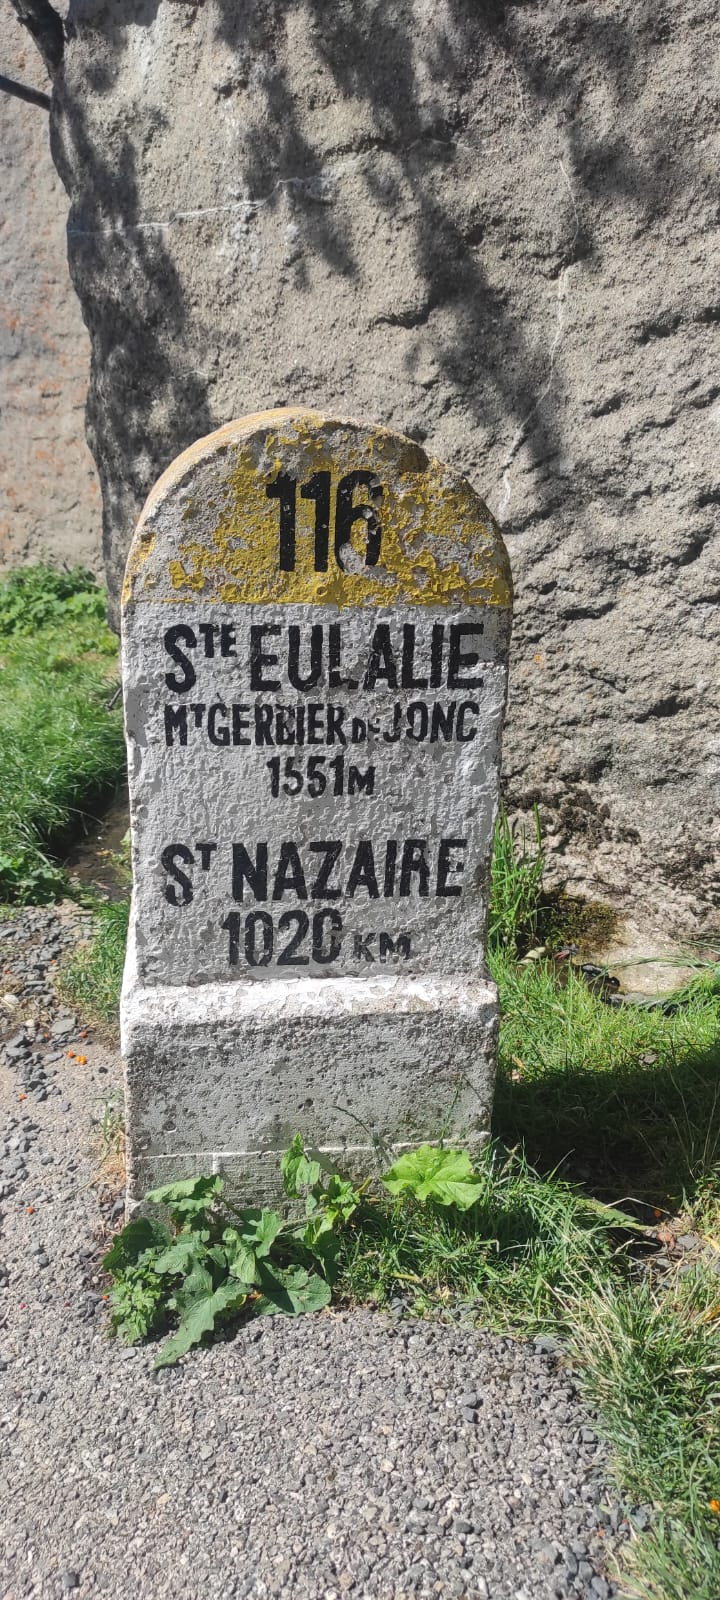 116
STE EULALIE
MT GERBIER DE JONC
1551M
ST NAZAIRE
1020 KM